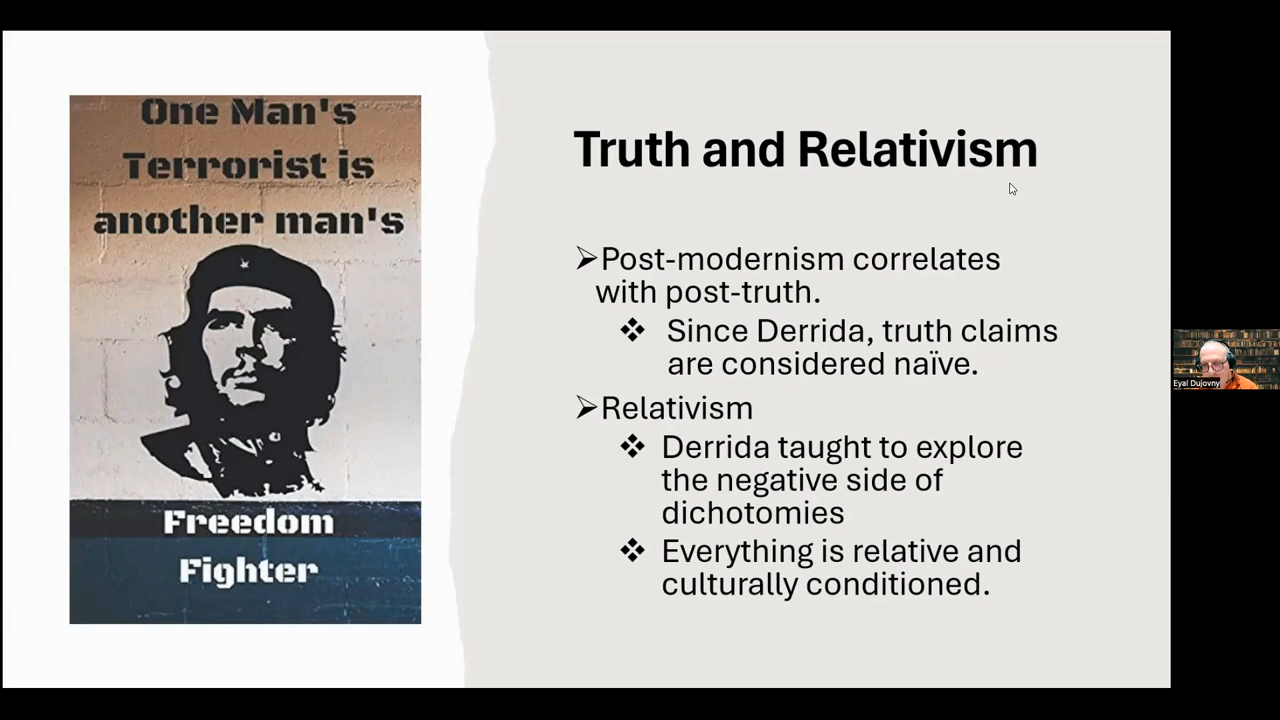 One Man's
Terrorist is
another man's
Freedom
Fighter
Truth and Relativism
➢Post-modernism correlates
with post-truth.
❖ Since Derrida, truth claims
are considered naïve.
➢Relativism
❖ Derrida taught to explore
the negative side of
dichotomies
❖ Everything is relative and
culturally conditioned.
Eyal Dujovny